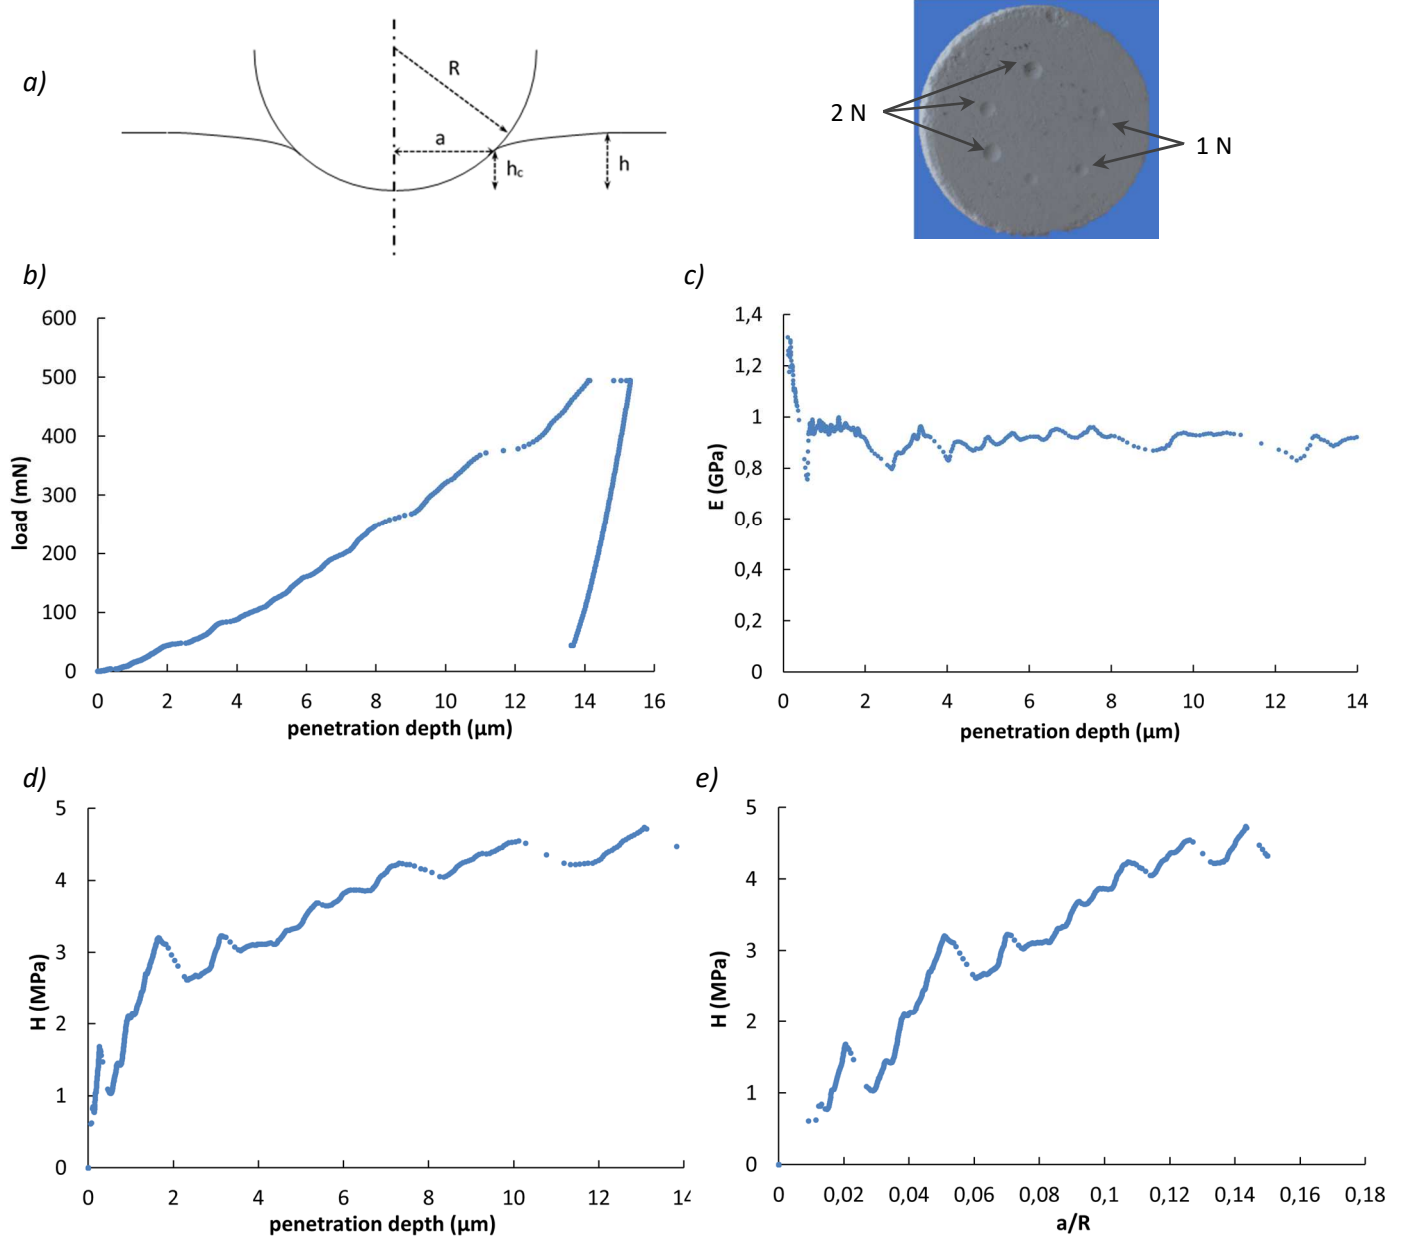 a)
R
a
hc
h
2 N
1 N
b)
600
500
400
300
200
100
0
load (mN)
0 2 4 6 8 10 12 14 16
penetration depth (µm)
c)
1,4
1,2
1
0,8
0,6
0,4
0,2
0
E (GPa)
0 2 4 6 8 10 12 14
penetration depth (µm)
d)
5
4
3
2
1
0
H (MPa)
0 2 4 6 8 10 12 14
penetration depth (µm)
e)
5
4
3
2
1
0
H (MPa)
0 0,02 0,04 0,06 0,08 0,1 0,12 0,14 0,16 0,18
a/R